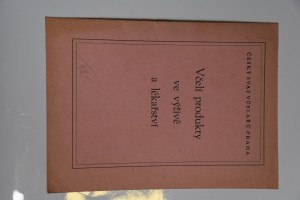 ČESKÝ SVAZ VČELAŘŮ PRAHA
Včelí produkty
ve výživě
a lékařství